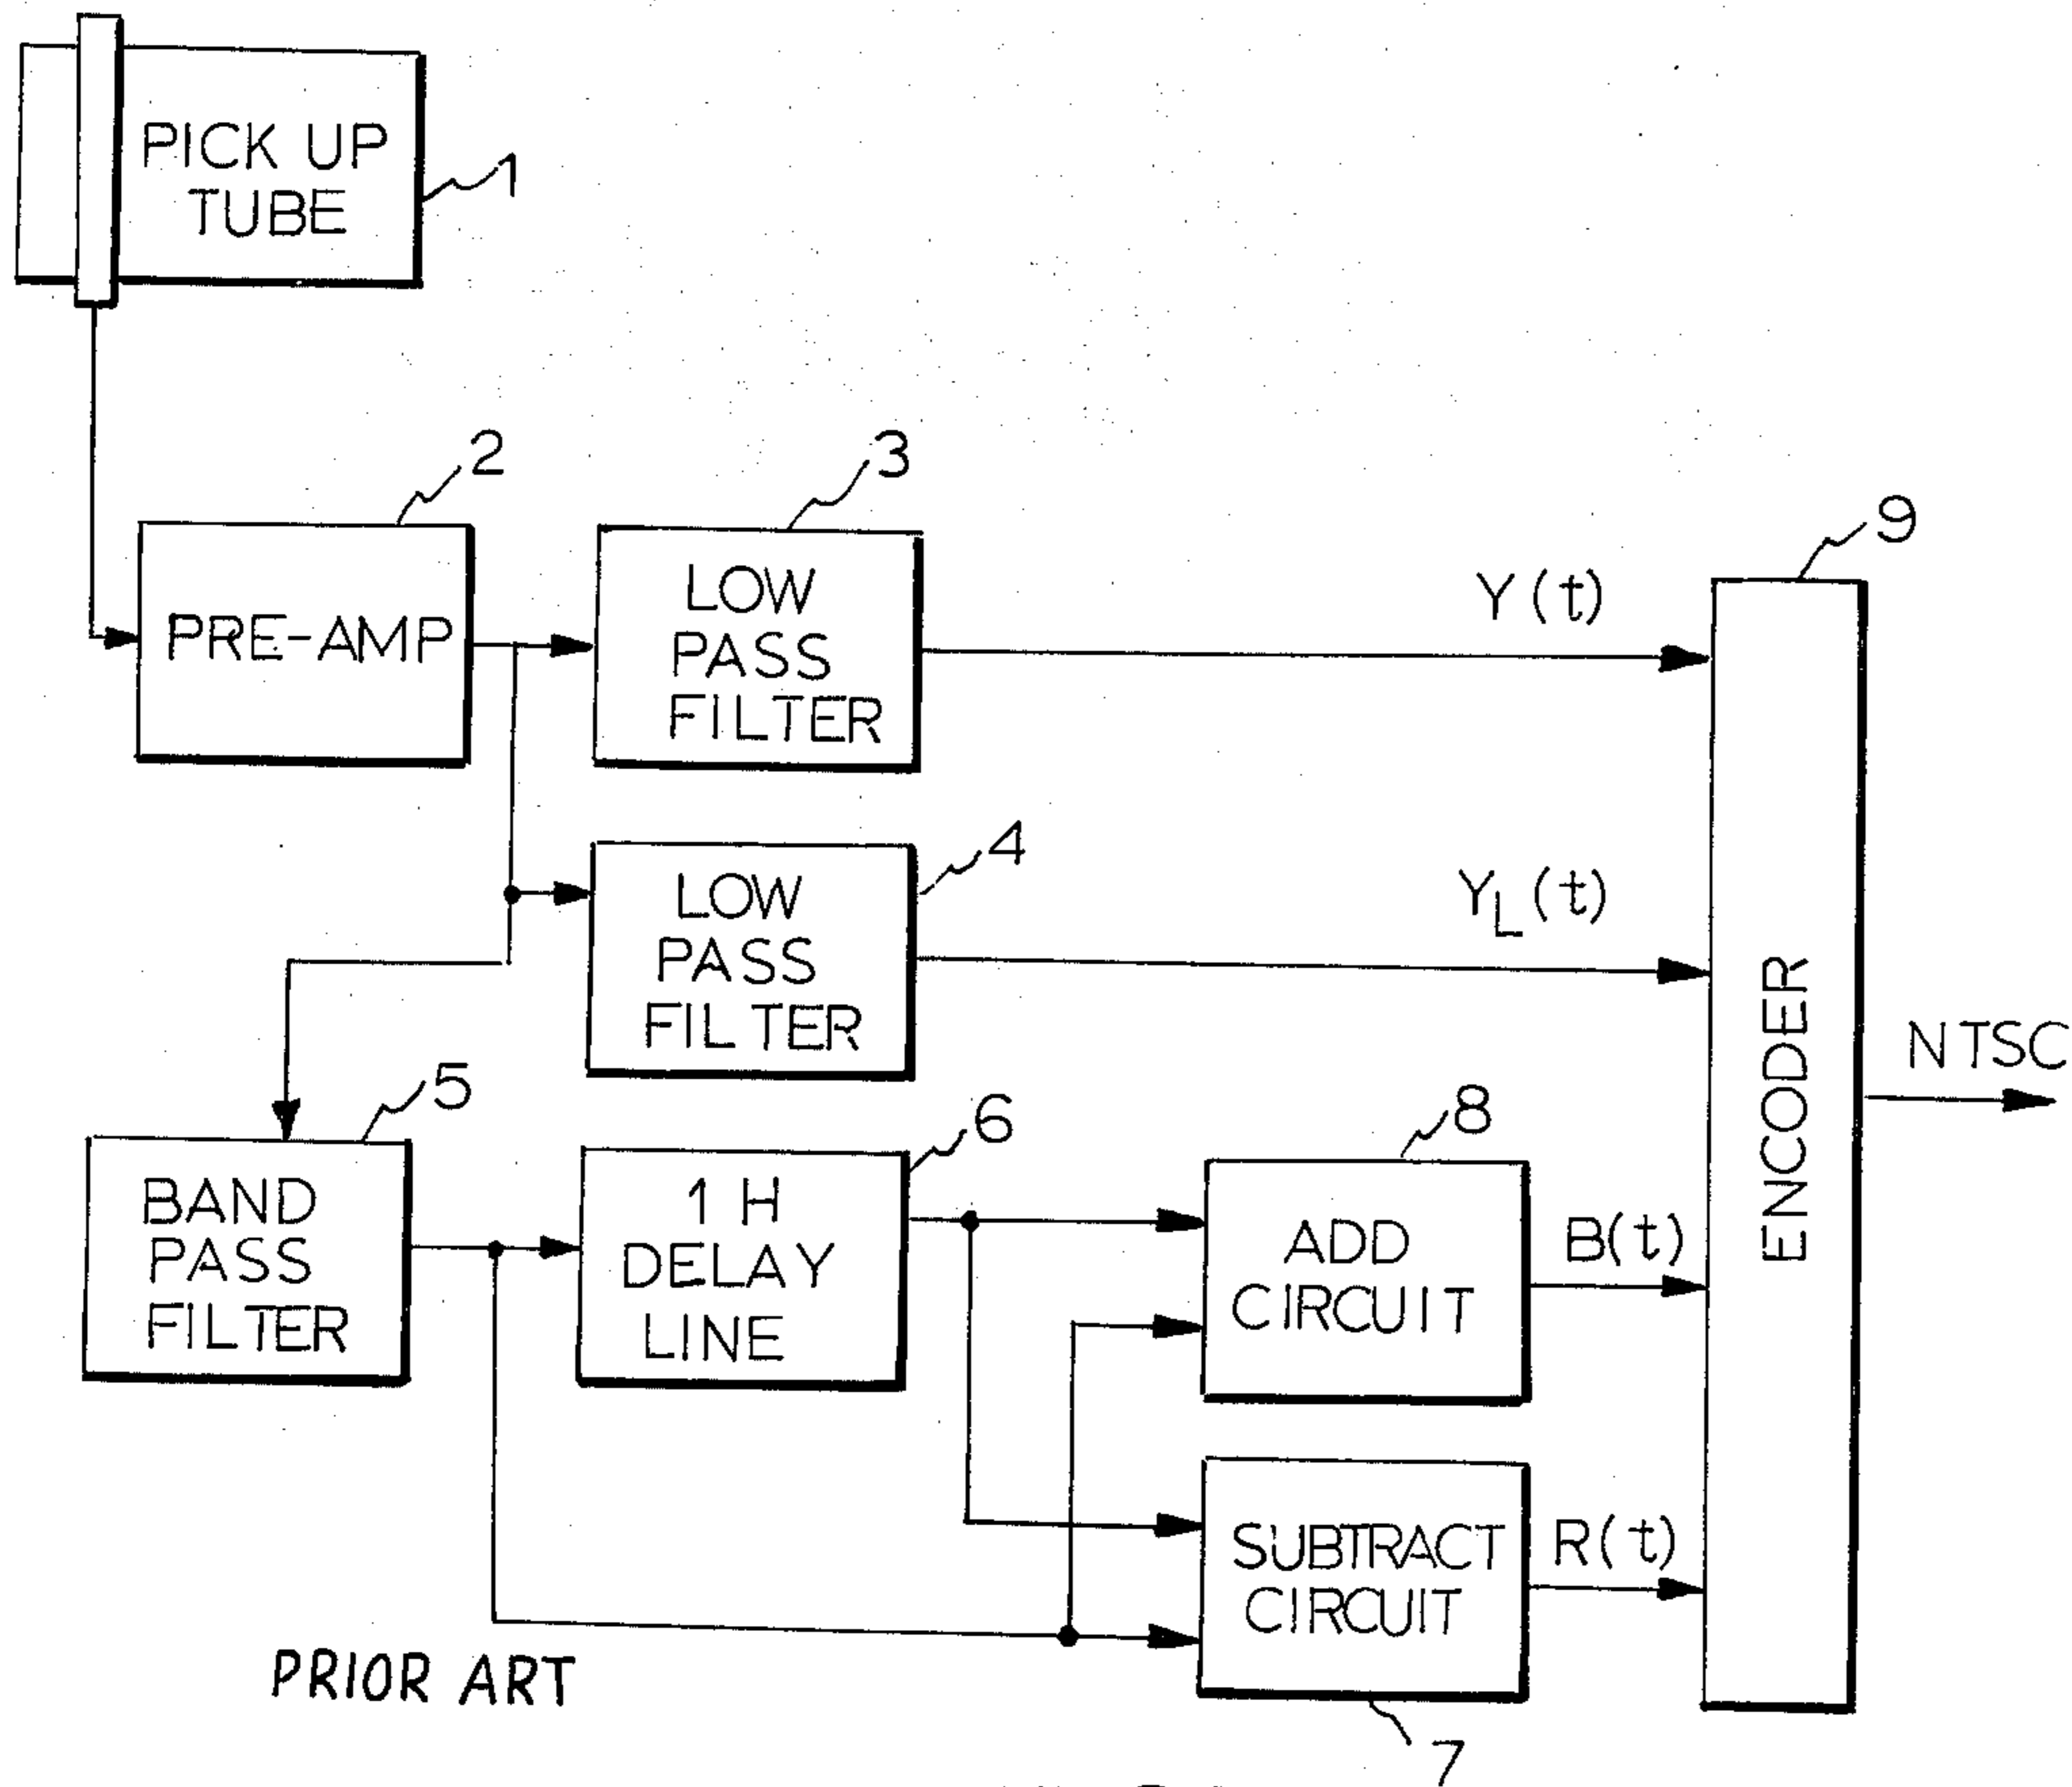 PICK UP
TUBE
1
2
3
PRE-AMP
LOW
PASS
FILTER
Y(t)
9
4
LOW
PASS
FILTER
Y_L(t)
ENCODER
NTSC
5
BAND
PASS
FILTER
6
1 H
DELAY
LINE
8
ADD
CIRCUIT
B(t)
SUBTRACT
CIRCUIT
R(t)
7
PRIOR ART